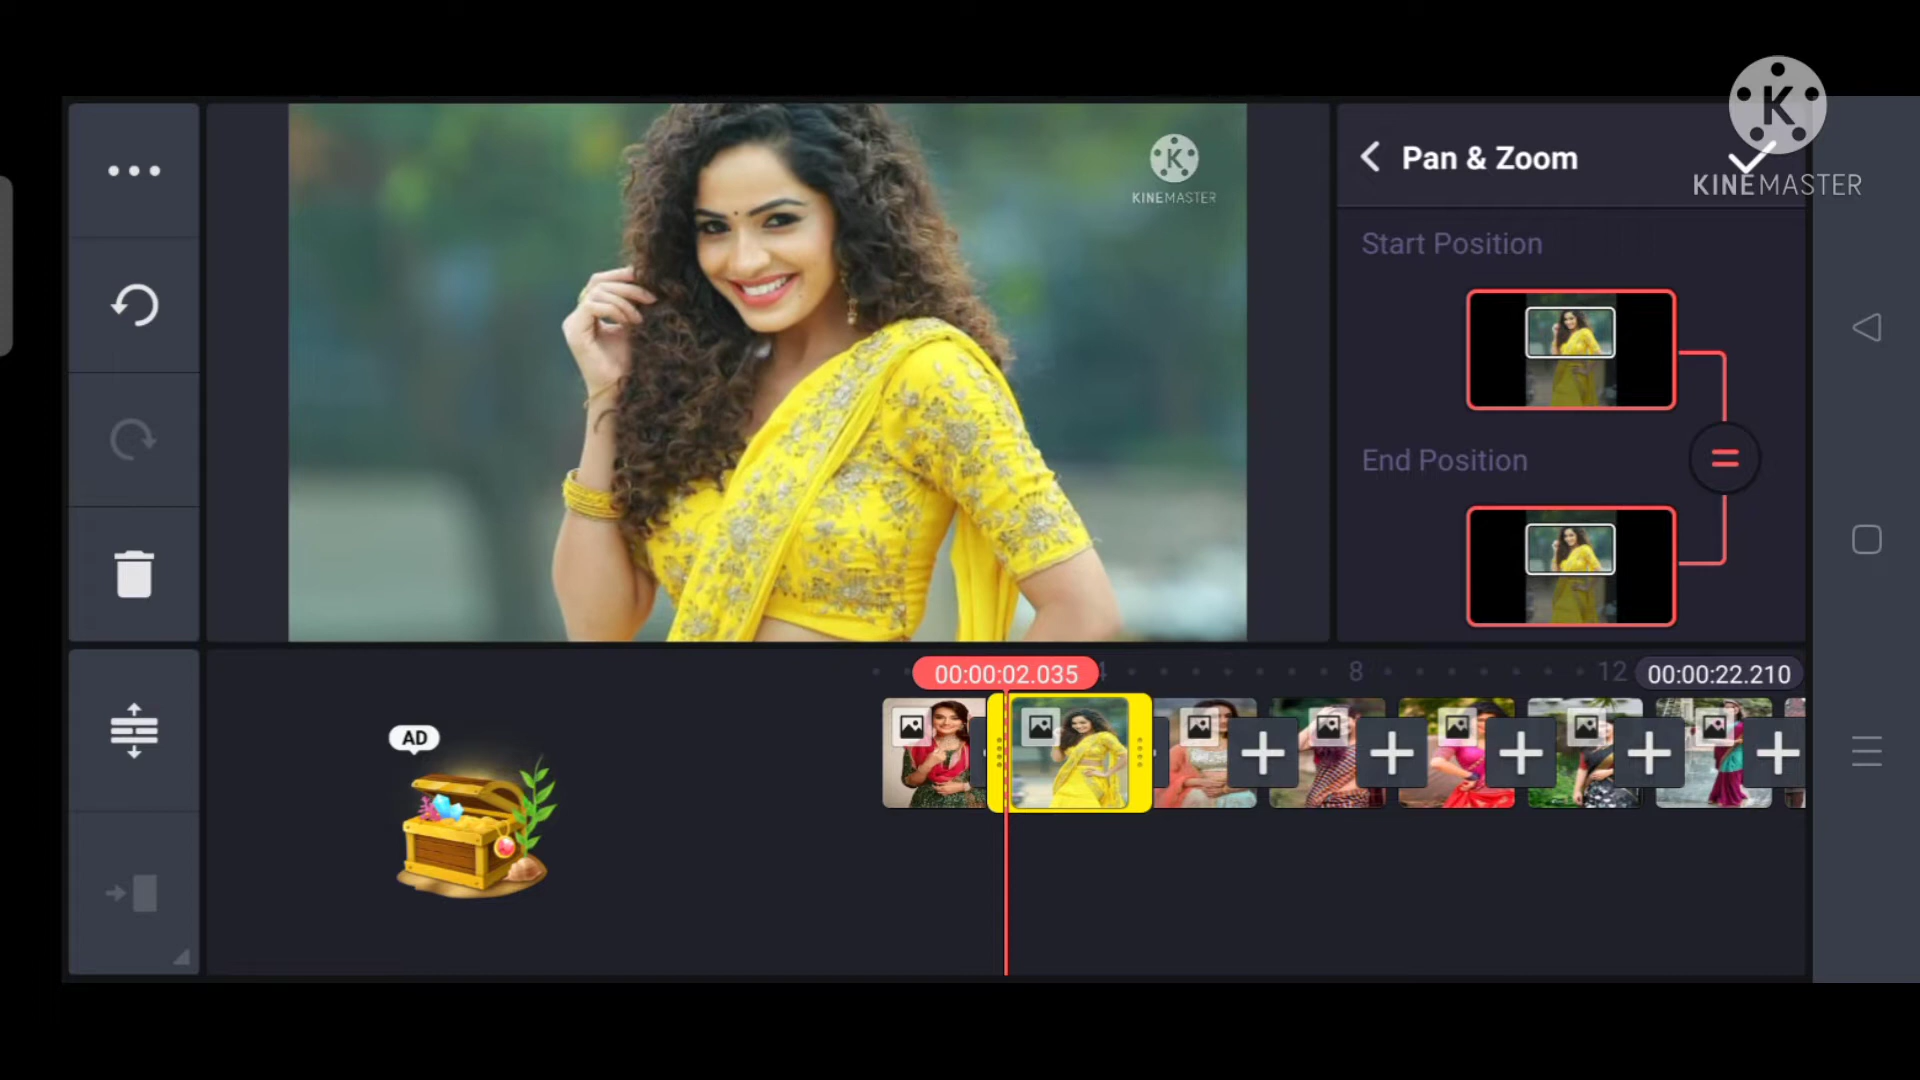 K
KINEMASTER
Pan & Zoom
K
KINEMASTER
Start Position
End Position
=
00:00:02.035
4
8
12
00:00:22.210
AD